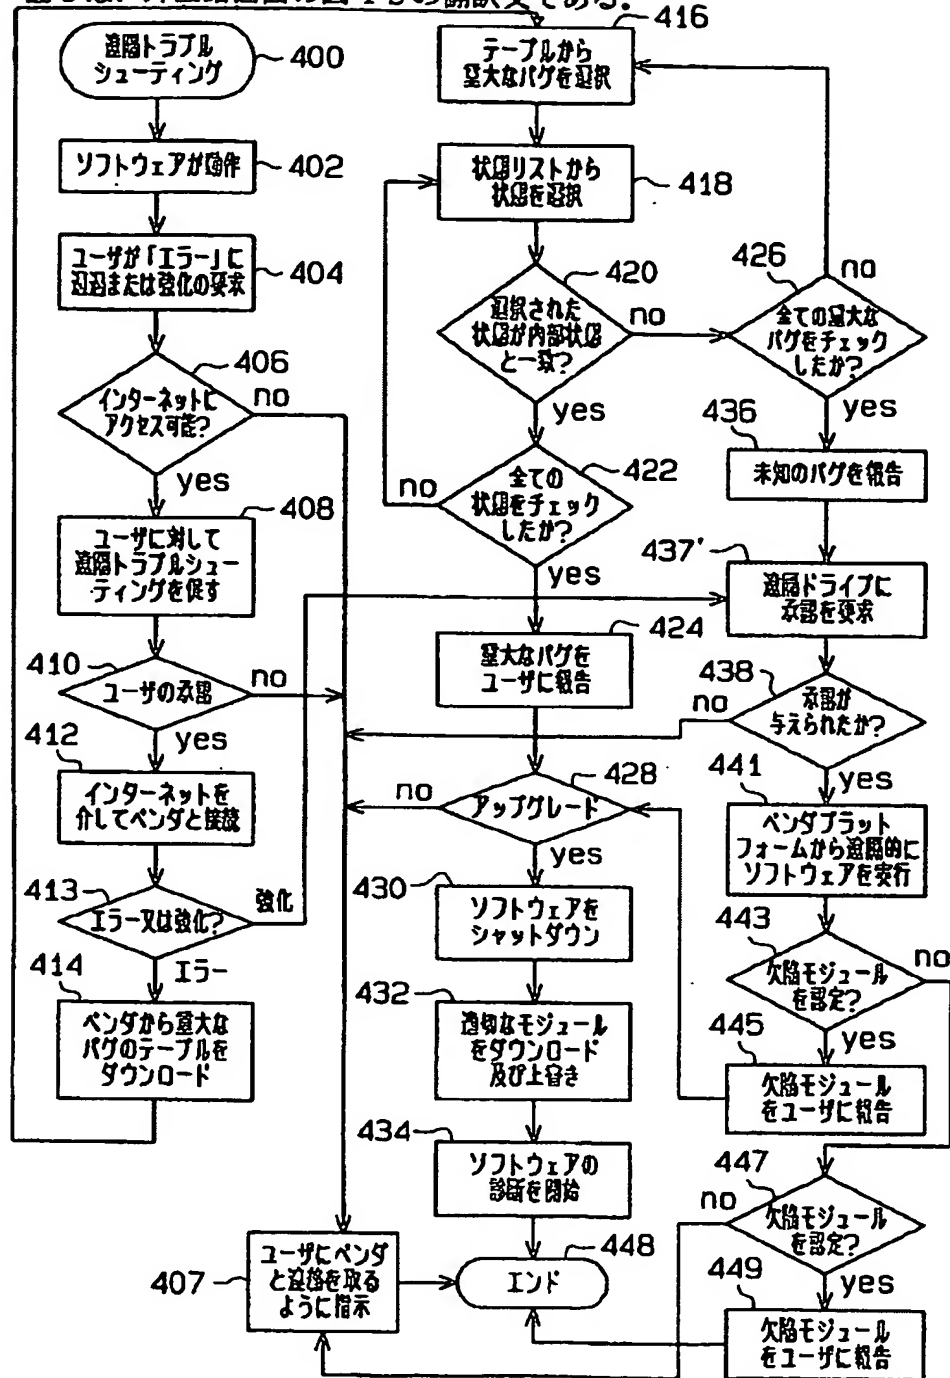 遠隔トラブル
シューティング
400
ソフトウェアが動作
402
ユーザが「エラー」に
遭遇または強化の要求
404
406
インターネットに
アクセス可能?
no
yes
408
ユーザに対して
遠隔トラブルシュー
ティングを促す
410
ユーザの承認
no
yes
412
インターネットを
介してベンダと接続
413
エラー又は強化?
強化
エラー
414
ベンダから重大な
バグのテーブルを
ダウンロード
416
テーブルから
重大なバグを選択
状態リストから
状態を選択
418
420
選択された
状態が内部状態
と一致?
no
yes
422
全ての
状態をチェック
したか?
no
yes
424
重大なバグを
ユーザに報告
428
アップグレード
no
yes
430
ソフトウェアを
シャットダウン
432
適切なモジュール
をダウンロード
及び上書き
434
ソフトウェアの
診断を開始
448
エンド
407
ユーザにベンダ
と連絡を取る
ように指示
426
no
全ての重大な
バグをチェック
したか?
yes
436
未知のバグを報告
437'
遠隔ドライブに
承認を要求
438
no
承認が
与えられたか?
yes
441
ベンダプラット
フォームから遠隔的に
ソフトウェアを実行
443
no
欠陥モジュール
を認定?
yes
445
欠陥モジュール
をユーザに報告
447
no
欠陥モジュール
を認定?
yes
449
欠陥モジュール
をユーザに報告